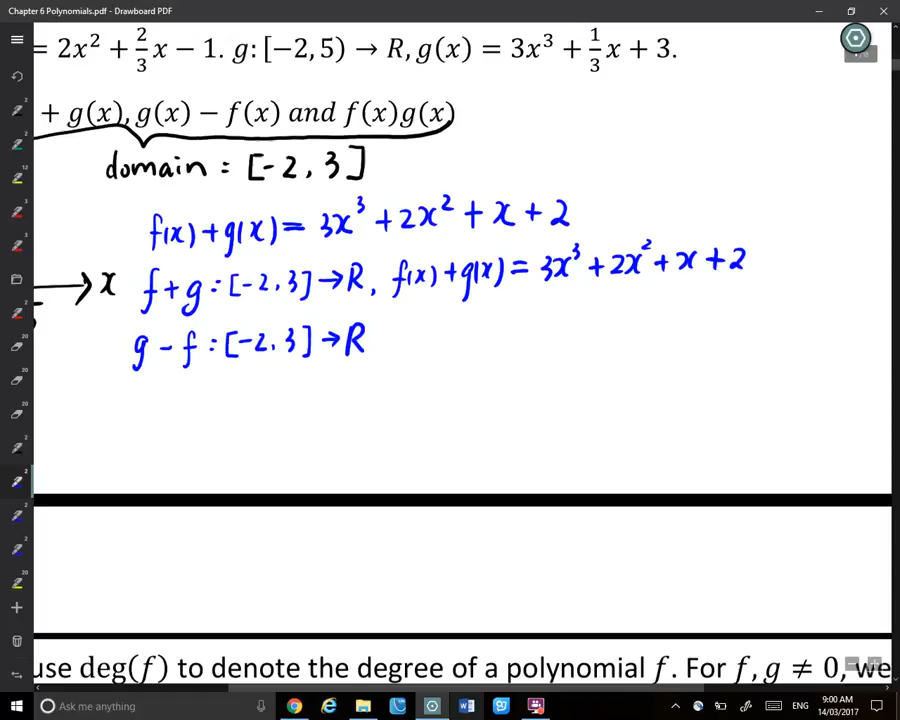 Chapter 6 Polynomials.pdf - Drawboard PDF
= 2x² + 2/3 x − 1. g: [−2, 5) → R, g(x) = 3x³ + 1/3 x + 3.
+ g(x), g(x) − f(x) and f(x)g(x)
domain = [-2, 3]
f(x) + g(x) = 3x³ + 2x² + x + 2
x
f + g : [-2, 3] → R, f(x) + g(x) = 3x³ + 2x² + x + 2
g - f : [-2, 3] → R
use deg(f) to denote the degree of a polynomial f. For f, g ≠ 0, we
Ask me anything
ENG
9:00 AM
14/03/2017